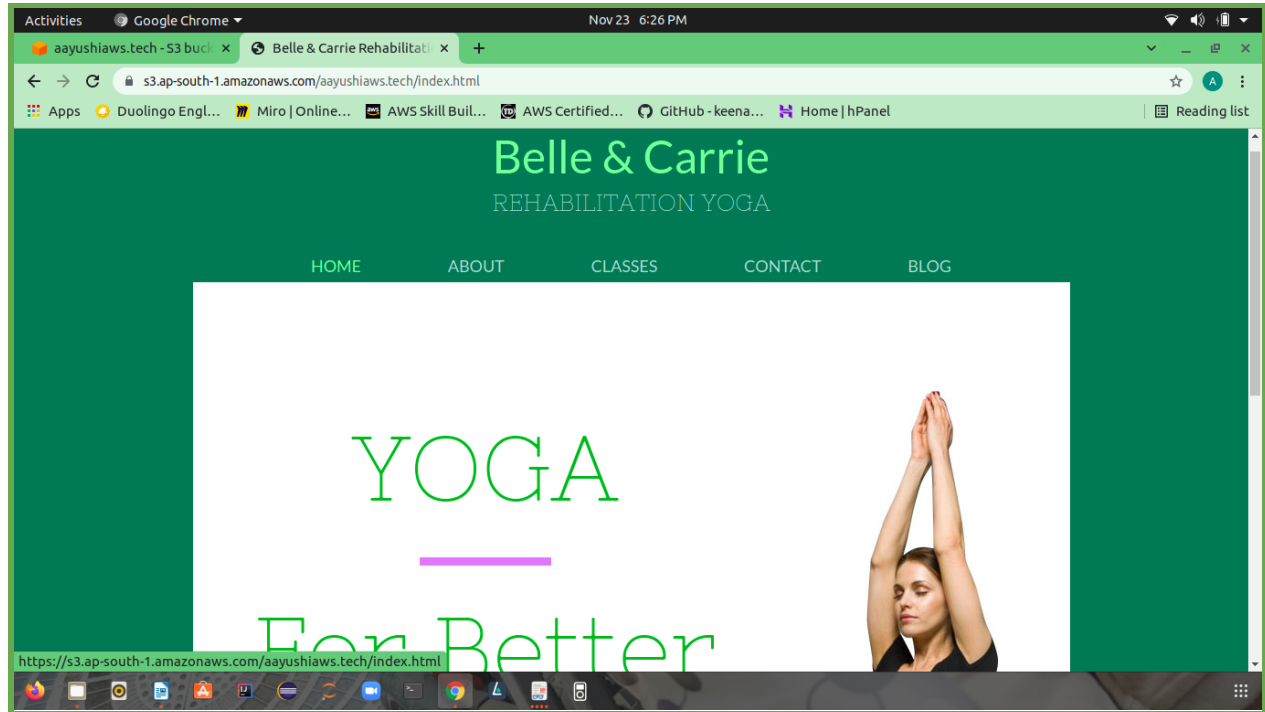 Activities Google Chrome Nov 23 6:26 PM
aayushiaws.tech - S3 buck Belle & Carrie Rehabilitati
s3.ap-south-1.amazonaws.com/aayushiaws.tech/index.html A
Apps Duolingo Engl... Miro | Online... AWS Skill Buil... AWS Certified... GitHub - keena... Home | hPanel Reading list
Belle & Carrie
REHABILITATION YOGA
HOME ABOUT CLASSES CONTACT BLOG
YOGA
For Better
https://s3.ap-south-1.amazonaws.com/aayushiaws.tech/index.html